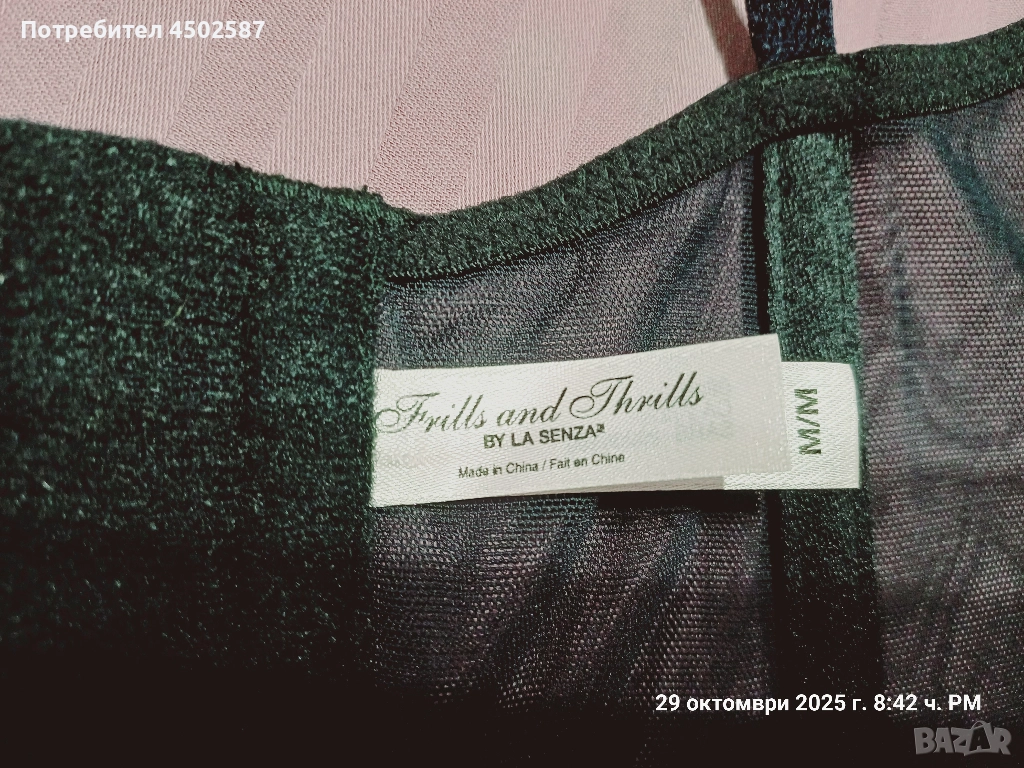 Потребител 4502587
Frills and Thrills
BY LA SENZA
Made in China / Fait en Chine
M/M
29 октомври 2025 г. 8:42 ч. PM
BAZAR